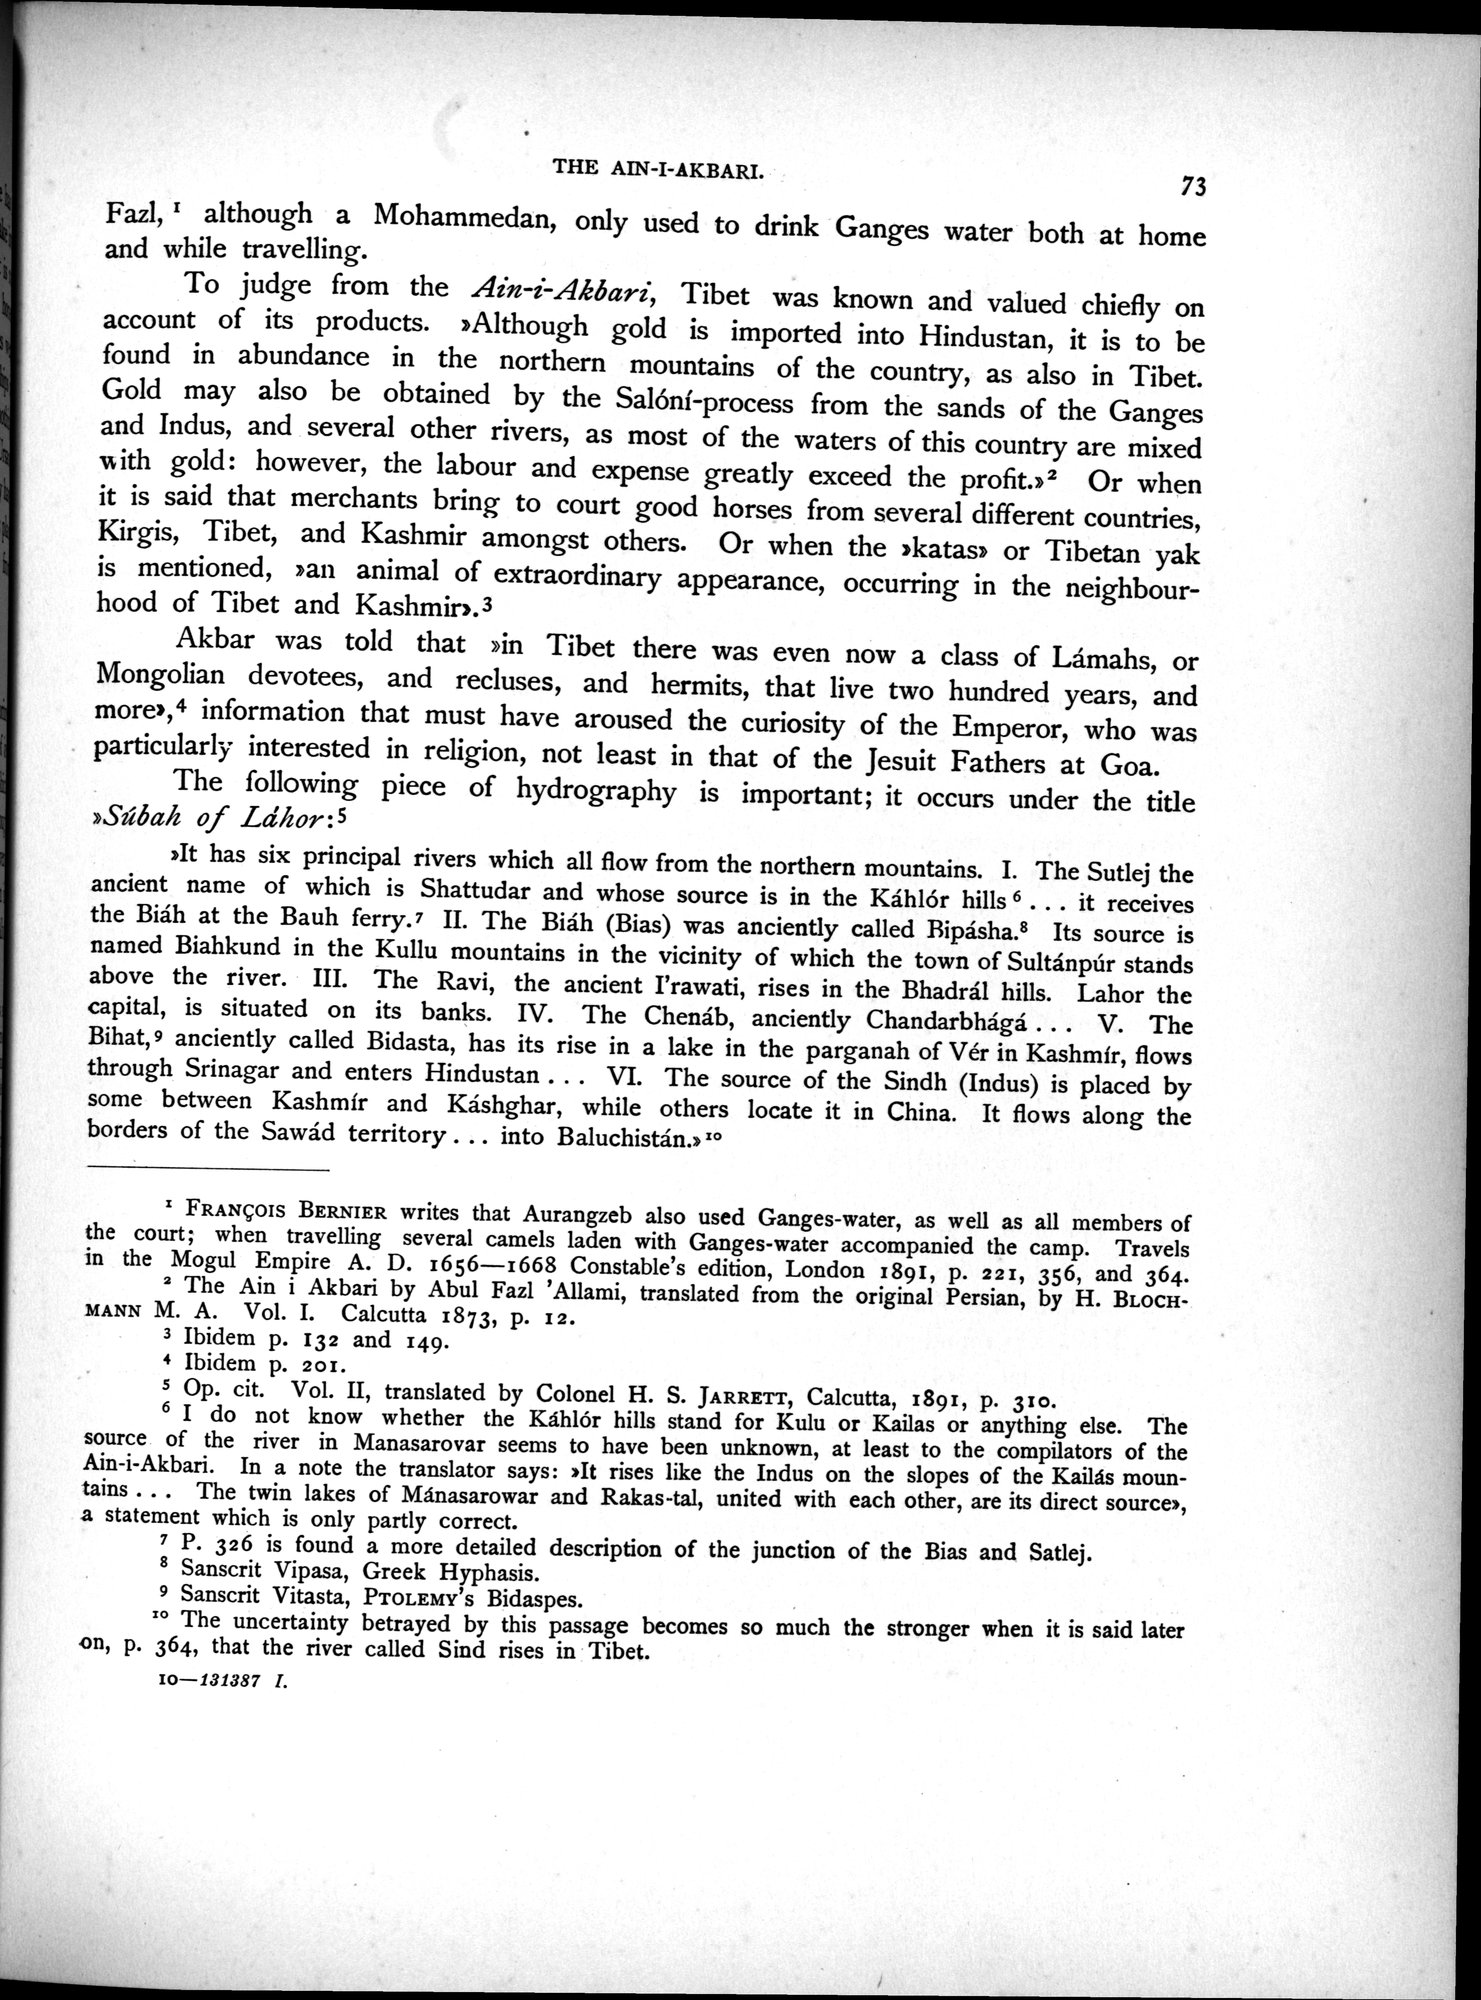 THE AIN-I-AKBARI.
73
Fazl, ¹ although a Mohammedan, only used to drink Ganges water both at home
and while travelling.
To judge from the Ain-i-Akbari, Tibet was known and valued chiefly on
account of its products. »Although gold is imported into Hindustan, it is to be
found in abundance in the northern mountains of the country, as also in Tibet.
Gold may also be obtained by the Salóní-process from the sands of the Ganges
and Indus, and several other rivers, as most of the waters of this country are mixed
with gold: however, the labour and expense greatly exceed the profit.»² Or when
it is said that merchants bring to court good horses from several different countries,
Kirgis, Tibet, and Kashmir amongst others. Or when the »katas» or Tibetan yak
is mentioned, »an animal of extraordinary appearance, occurring in the neighbour-
hood of Tibet and Kashmir».³
Akbar was told that »in Tibet there was even now a class of Lámahs, or
Mongolian devotees, and recluses, and hermits, that live two hundred years, and
more»,⁴ information that must have aroused the curiosity of the Emperor, who was
particularly interested in religion, not least in that of the Jesuit Fathers at Goa.
The following piece of hydrography is important; it occurs under the title
»Súbah of Láhor:⁵
»It has six principal rivers which all flow from the northern mountains. I. The Sutlej the
ancient name of which is Shattudar and whose source is in the Káhlór hills ⁶ . . . it receives
the Biáh at the Bauh ferry.⁷ II. The Biáh (Bias) was anciently called Bipásha.⁸ Its source is
named Biahkund in the Kullu mountains in the vicinity of which the town of Sultánpúr stands
above the river. III. The Ravi, the ancient I'rawati, rises in the Bhadrál hills. Lahor the
capital, is situated on its banks. IV. The Chenáb, anciently Chandarbhágá . . . V. The
Bihat,⁹ anciently called Bidasta, has its rise in a lake in the parganah of Vér in Kashmír, flows
through Srinagar and enters Hindustan . . . VI. The source of the Sindh (Indus) is placed by
some between Kashmír and Káshghar, while others locate it in China. It flows along the
borders of the Sawád territory . . . into Baluchistán.»¹⁰
¹ FRANÇOIS BERNIER writes that Aurangzeb also used Ganges-water, as well as all members of
the court; when travelling several camels laden with Ganges-water accompanied the camp. Travels
in the Mogul Empire A. D. 1656—1668 Constable's edition, London 1891, p. 221, 356, and 364.
² The Ain i Akbari by Abul Fazl 'Allami, translated from the original Persian, by H. BLOCH-
MANN M. A. Vol. I. Calcutta 1873, p. 12.
³ Ibidem p. 132 and 149.
⁴ Ibidem p. 201.
⁵ Op. cit. Vol. II, translated by Colonel H. S. JARRETT, Calcutta, 1891, p. 310.
⁶ I do not know whether the Káhlór hills stand for Kulu or Kailas or anything else. The
source of the river in Manasarovar seems to have been unknown, at least to the compilators of the
Ain-i-Akbari. In a note the translator says: »It rises like the Indus on the slopes of the Kailás moun-
tains . . . The twin lakes of Mánasarowar and Rakas-tal, united with each other, are its direct source»,
a statement which is only partly correct.
⁷ P. 326 is found a more detailed description of the junction of the Bias and Satlej.
⁸ Sanscrit Vipasa, Greek Hyphasis.
⁹ Sanscrit Vitasta, PTOLEMY's Bidaspes.
¹⁰ The uncertainty betrayed by this passage becomes so much the stronger when it is said later
on, p. 364, that the river called Sind rises in Tibet.
10—131387 I.